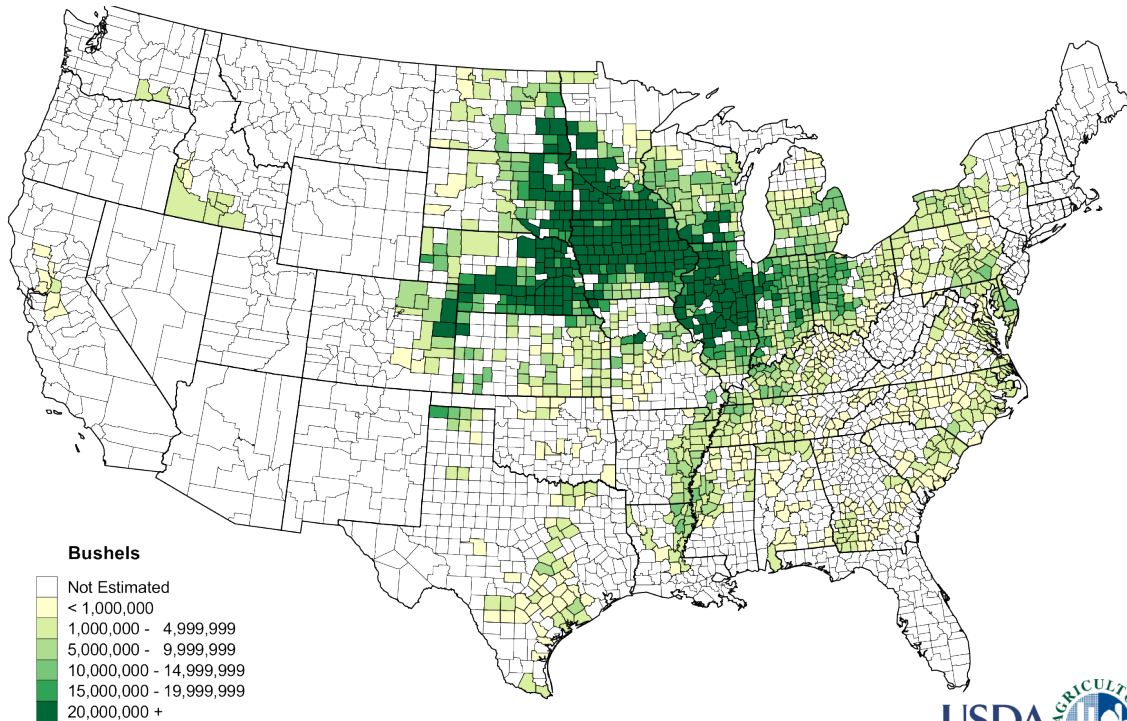 Bushels
Not Estimated
< 1,000,000
1,000,000 - 4,999,999
5,000,000 - 9,999,999
10,000,000 - 14,999,999
15,000,000 - 19,999,999
20,000,000 +
USDA